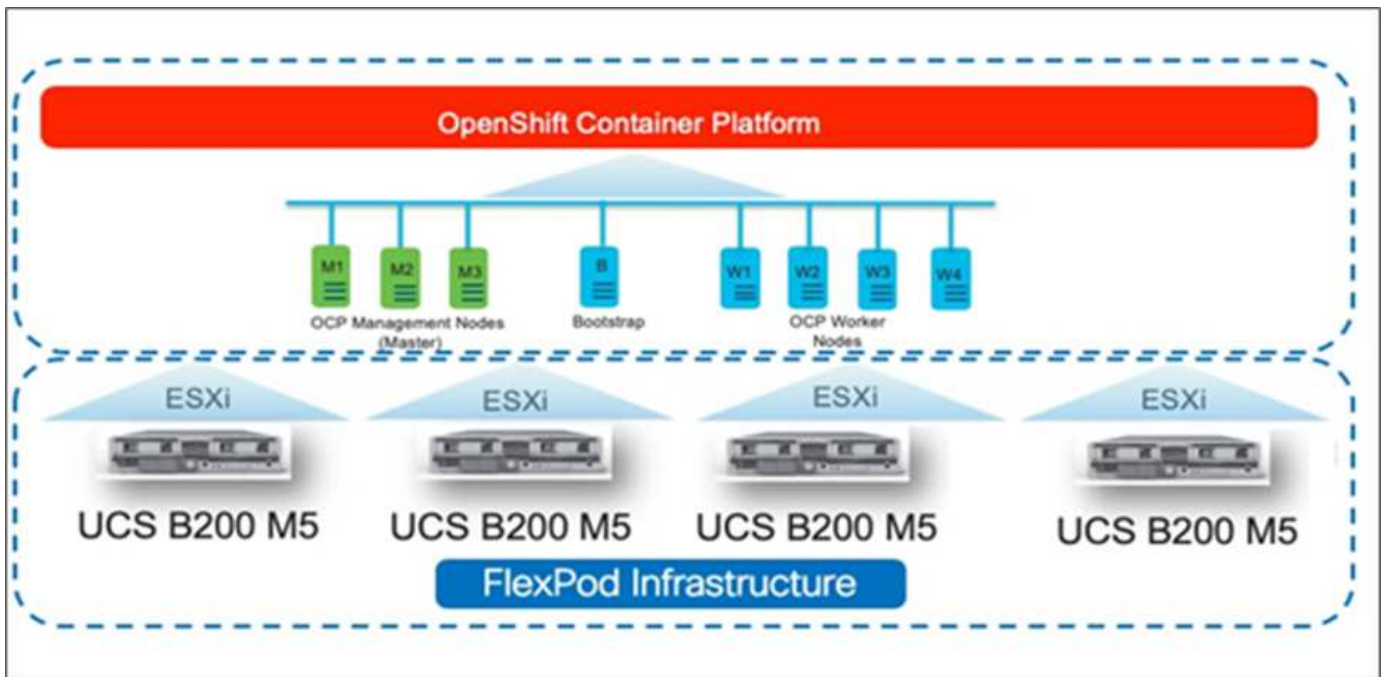 OpenShift Container Platform
M1 M2 M3 B W1 W2 W3 W4
OCP Management Nodes
(Master)
Bootstrap
OCP Worker
Nodes
ESXi ESXi ESXi ESXi
UCS B200 M5 UCS B200 M5 UCS B200 M5 UCS B200 M5
FlexPod Infrastructure